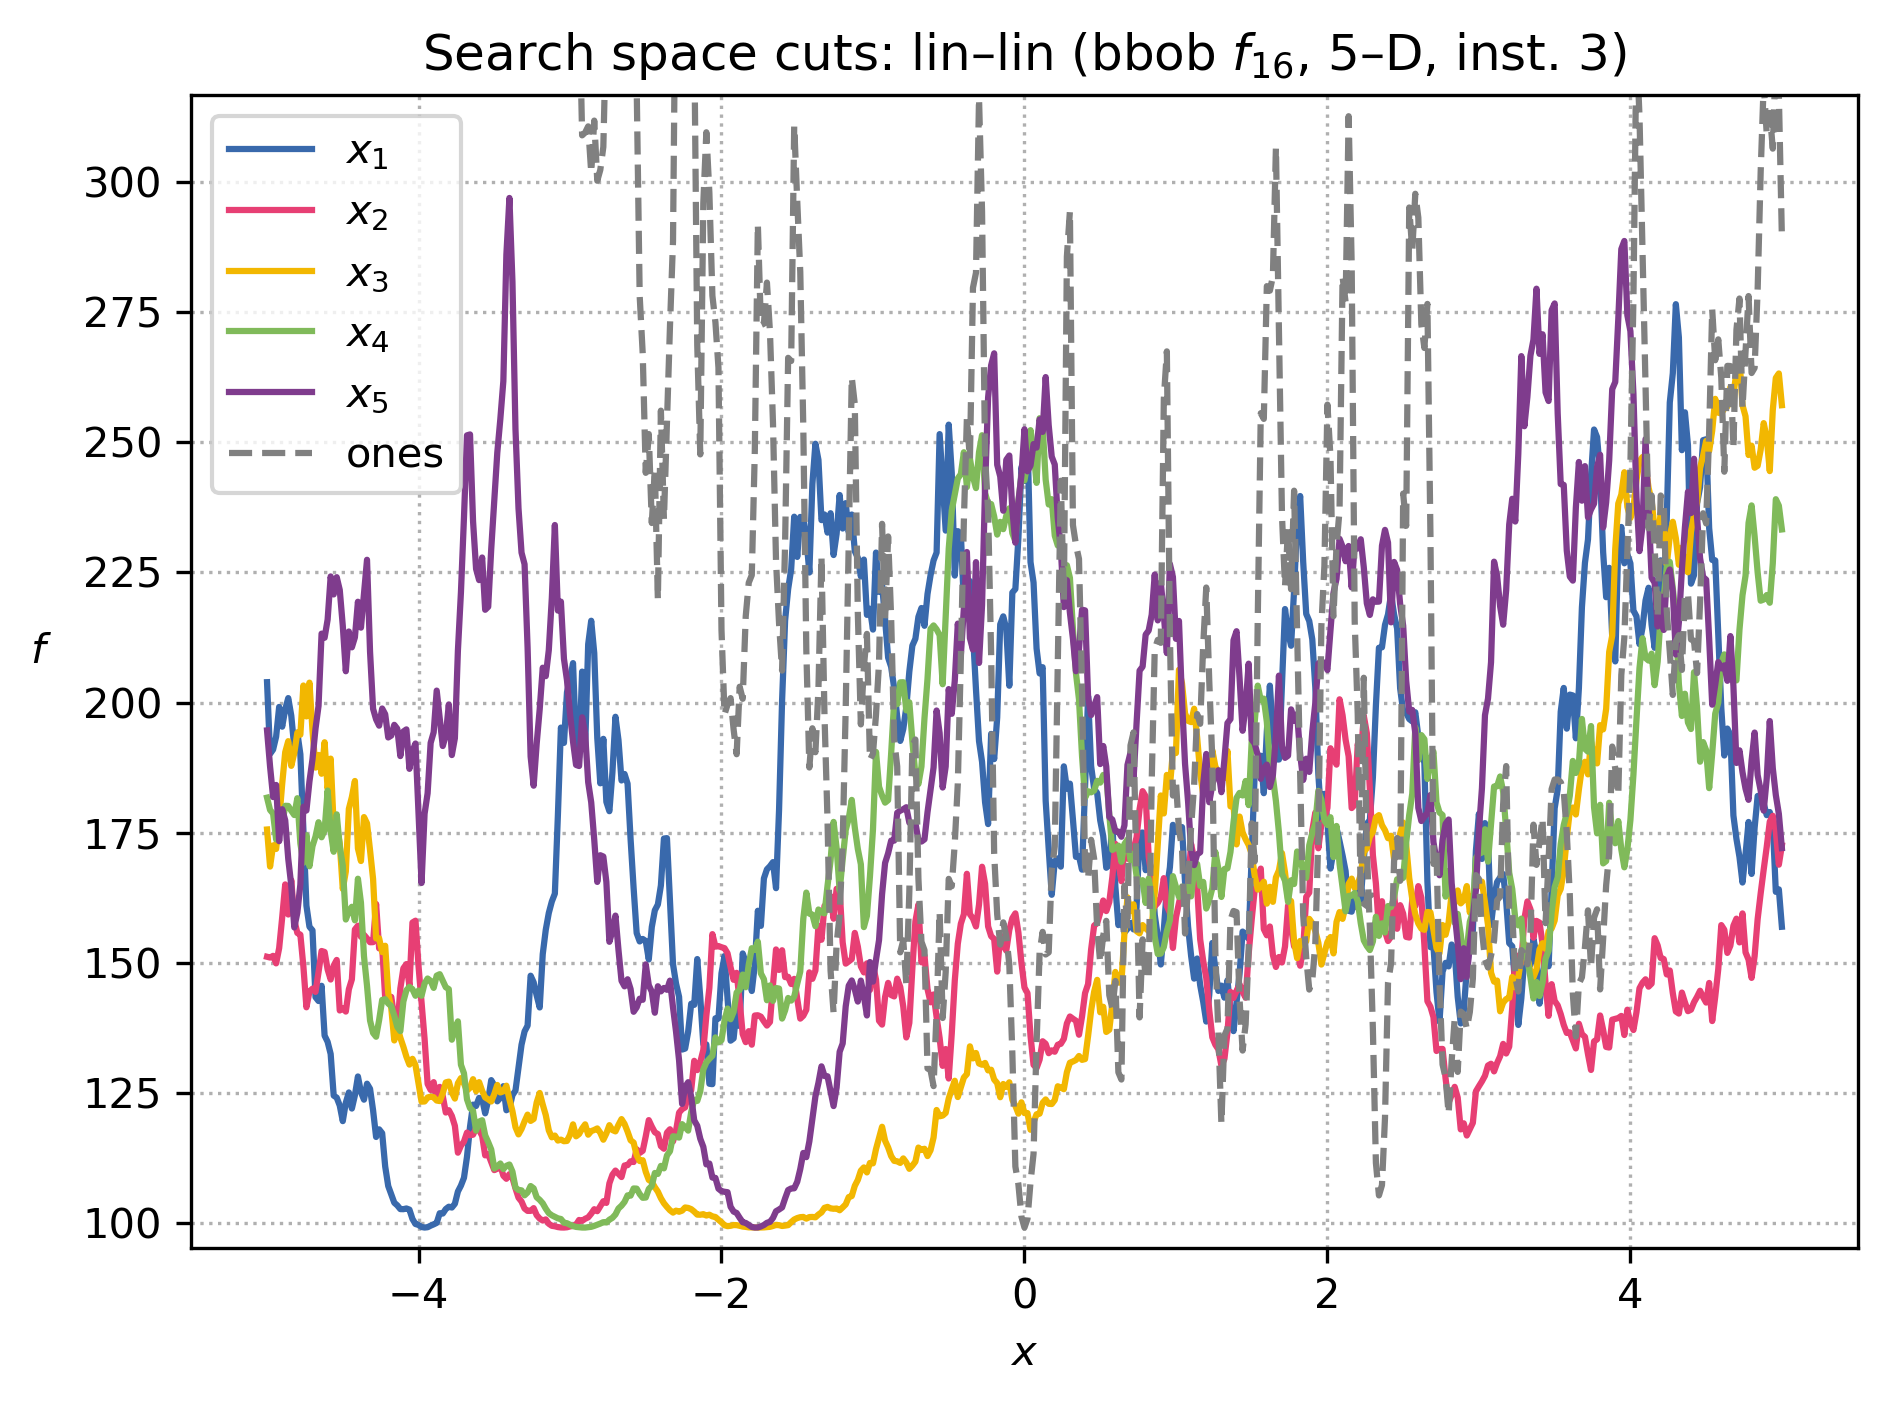 Search space cuts: lin–lin (bbob f₁₆, 5–D, inst. 3)
x₁
x₂
x₃
x₄
x₅
ones
300
275
250
225
200
175
150
125
100
f
−4
−2
0
2
4
x